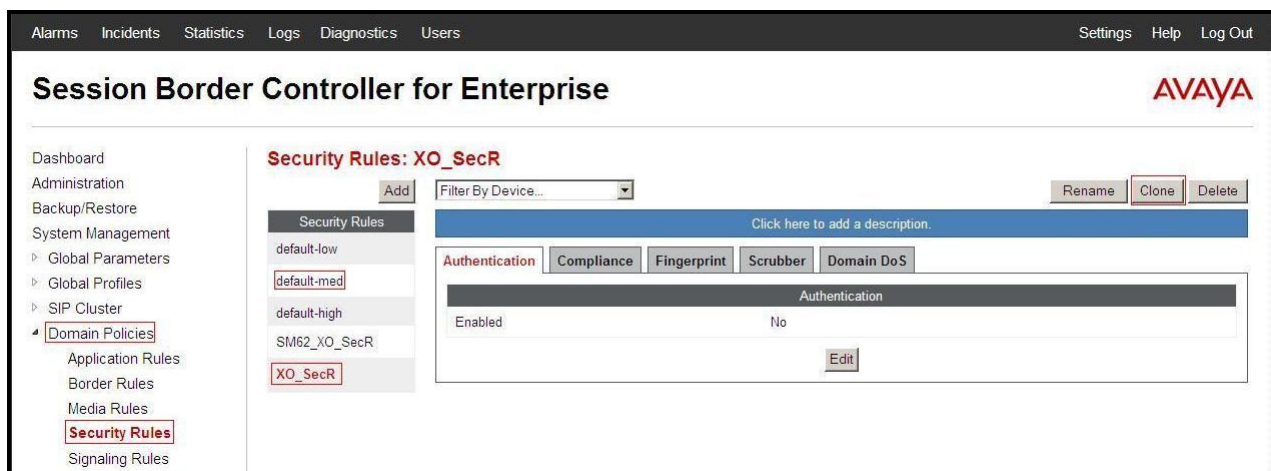 Alarms Incidents Statistics Logs Diagnostics Users Settings Help Log Out
Session Border Controller for Enterprise
AVAYA
Dashboard
Administration
Backup/Restore
System Management
Global Parameters
Global Profiles
SIP Cluster
Domain Policies
Application Rules
Border Rules
Media Rules
Security Rules
Signaling Rules
Security Rules: XO_SecR
Add
Filter By Device...
Rename Clone Delete
Security Rules
default-low
default-med
default-high
SM62_XO_SecR
XO_SecR
Click here to add a description.
Authentication Compliance Fingerprint Scrubber Domain DoS
Authentication
Enabled No
Edit